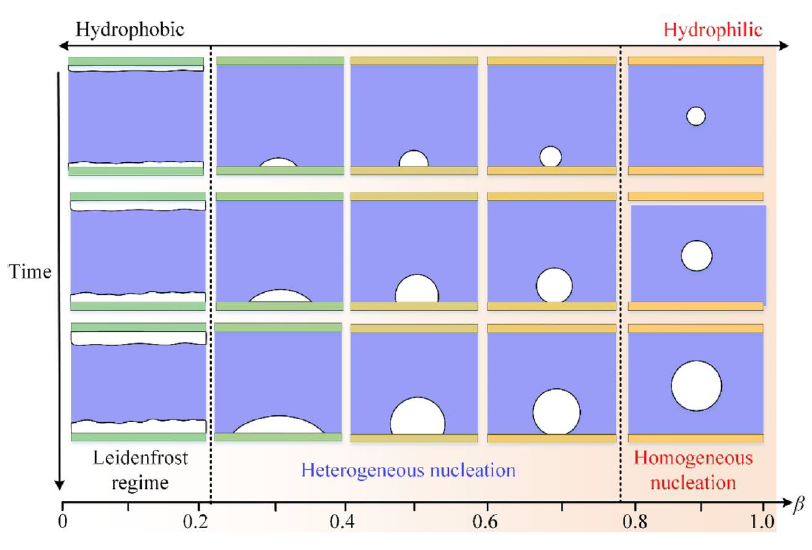 Hydrophobic
Hydrophilic
Time
Leidenfrost
regime
Heterogeneous nucleation
Homogeneous
nucleation
0 0.2 0.4 0.6 0.8 1.0 β